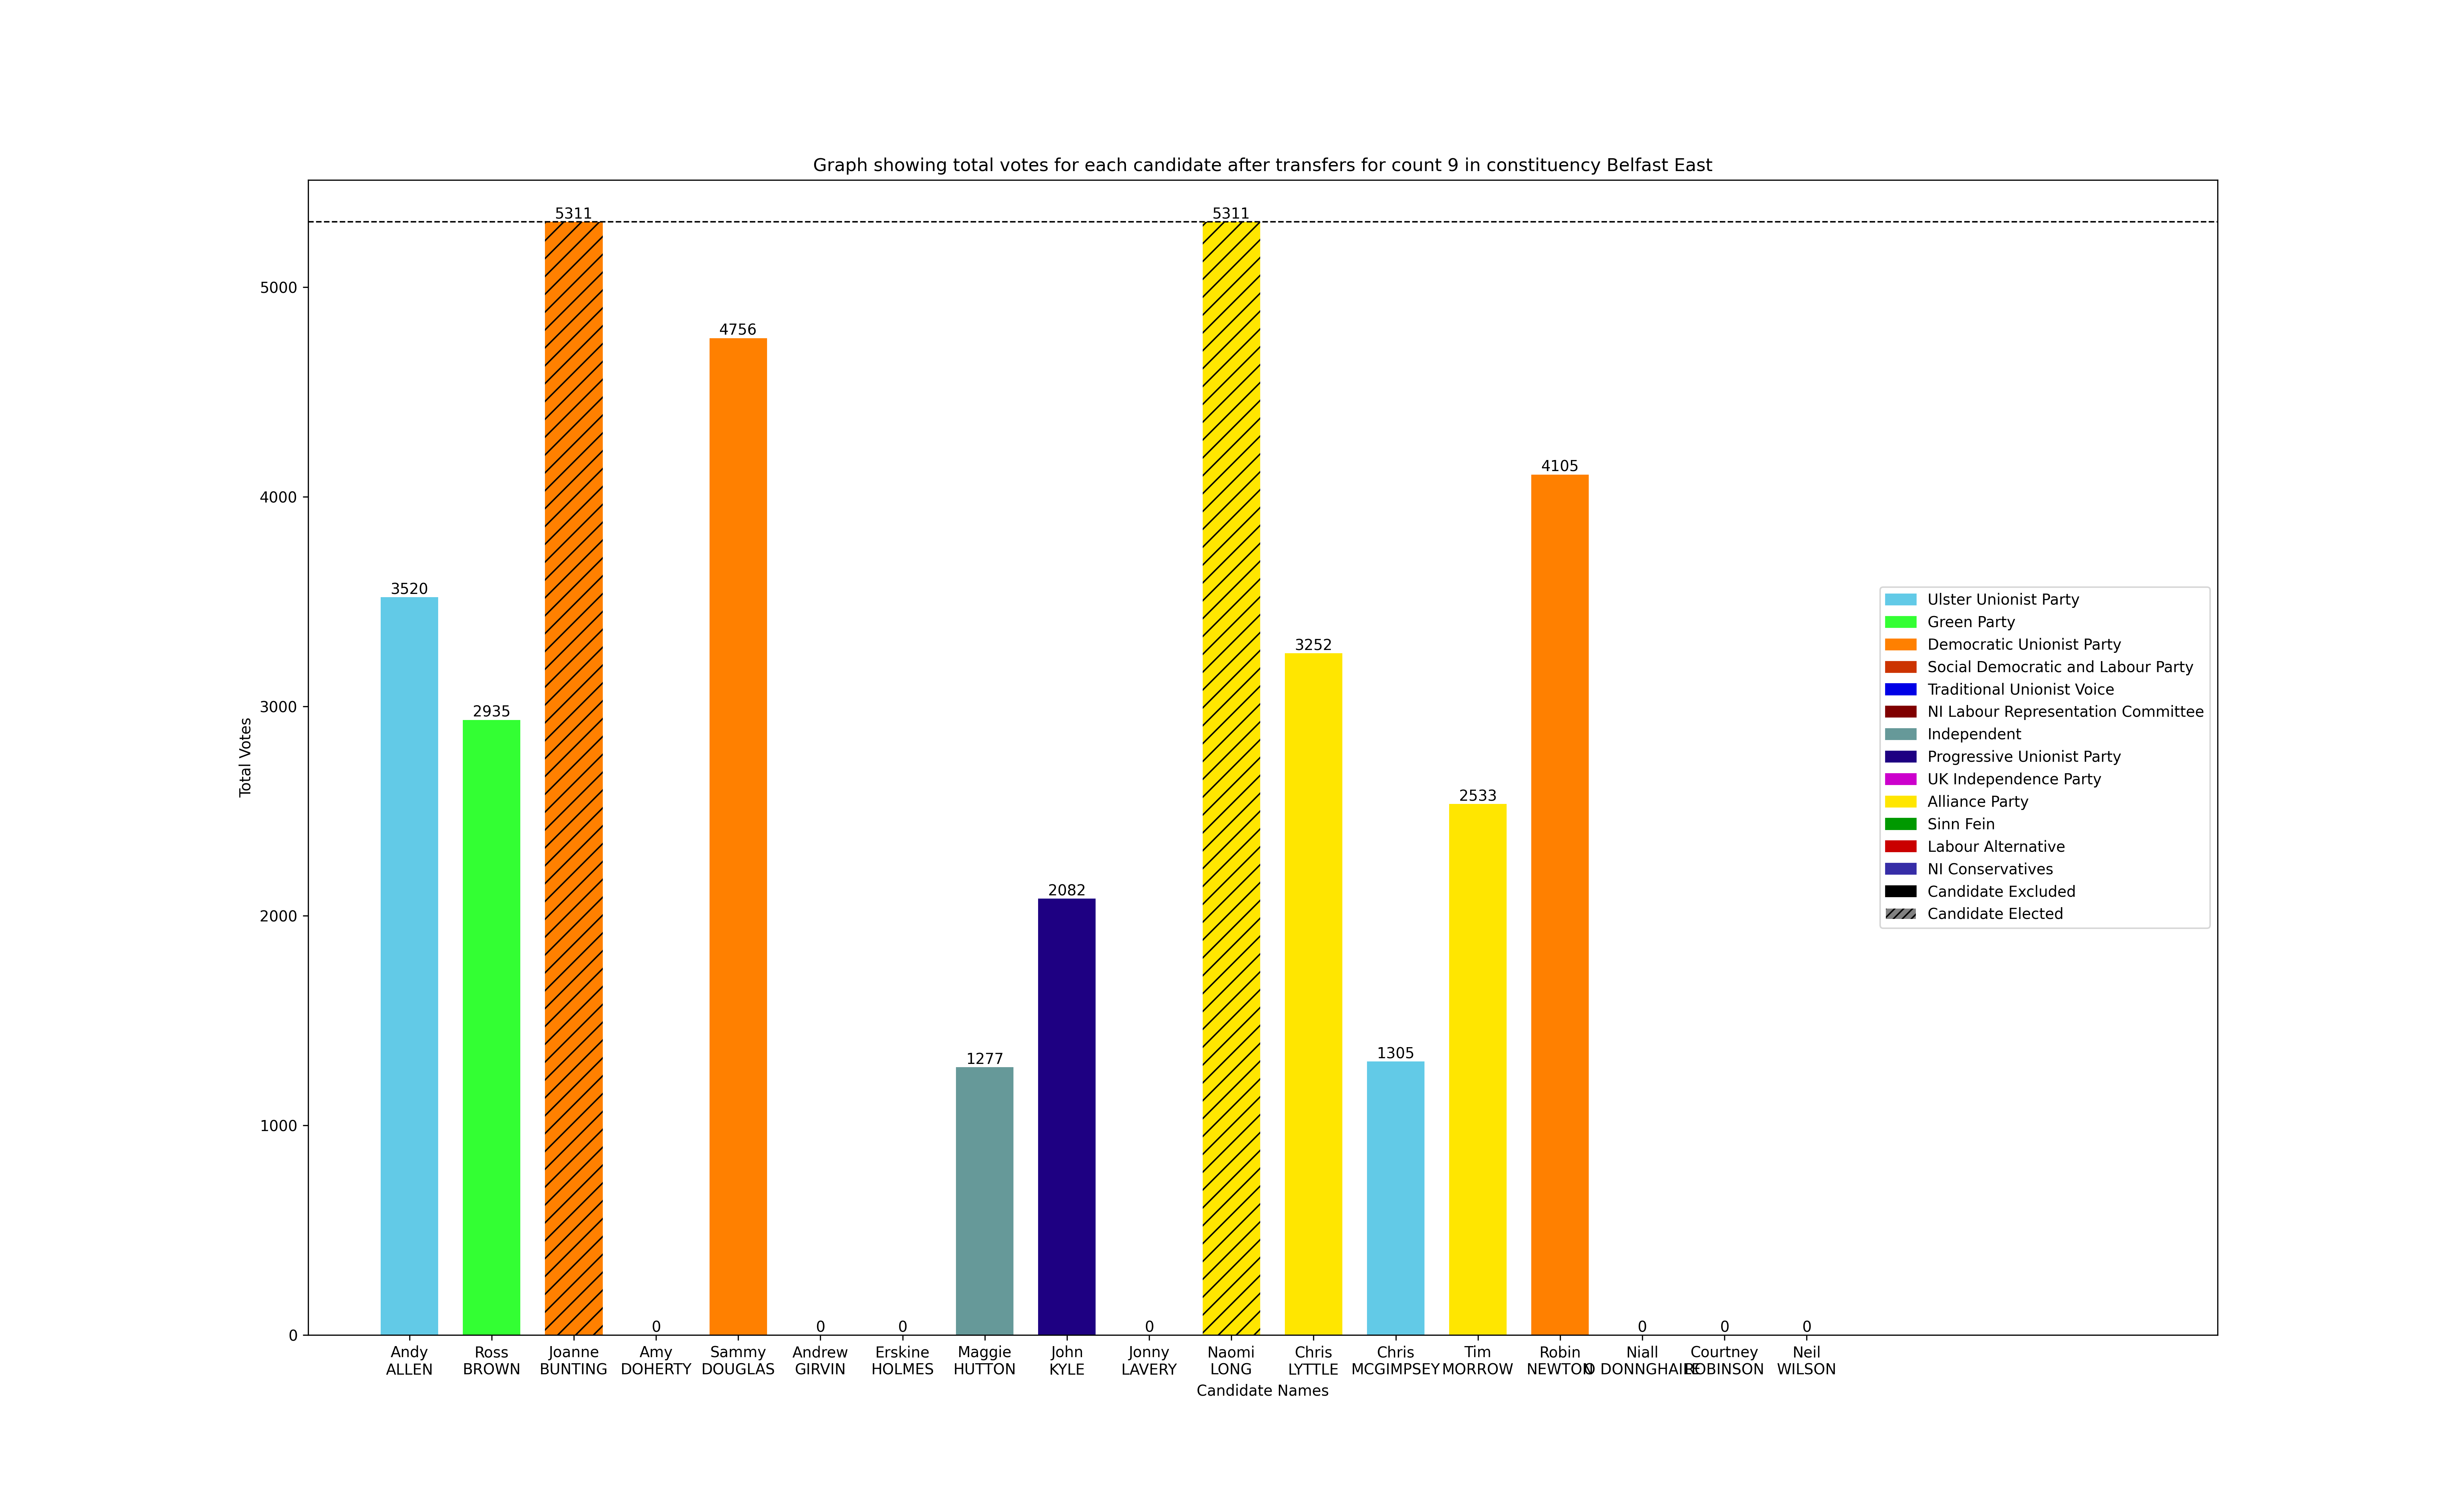 Graph showing total votes for each candidate after transfers for count 9 in constituency Belfast East
Total Votes
5000
4000
3000
2000
1000
0
3520
2935
5311
0
4756
0
0
1277
2082
0
5311
3252
1305
2533
4105
0
0
0
Andy
ALLEN
Ross
BROWN
Joanne
BUNTING
Amy
DOHERTY
Sammy
DOUGLAS
Andrew
GIRVIN
Erskine
HOLMES
Maggie
HUTTON
John
KYLE
Jonny
LAVERY
Naomi
LONG
Chris
LYTTLE
Chris
MCGIMPSEY
Tim
MORROW
Robin
NEWTON
Niall
O DONNGHAILE
Courtney
ROBINSON
Neil
WILSON
Candidate Names
Ulster Unionist Party
Green Party
Democratic Unionist Party
Social Democratic and Labour Party
Traditional Unionist Voice
NI Labour Representation Committee
Independent
Progressive Unionist Party
UK Independence Party
Alliance Party
Sinn Fein
Labour Alternative
NI Conservatives
Candidate Excluded
Candidate Elected